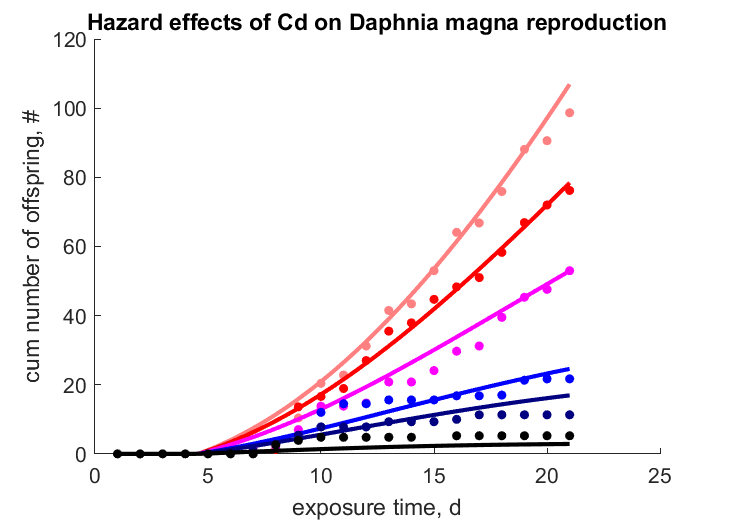 Hazard effects of Cd on Daphnia magna reproduction
120
100
80
60
40
20
0
cum number of offspring, #
0 5 10 15 20 25
exposure time, d